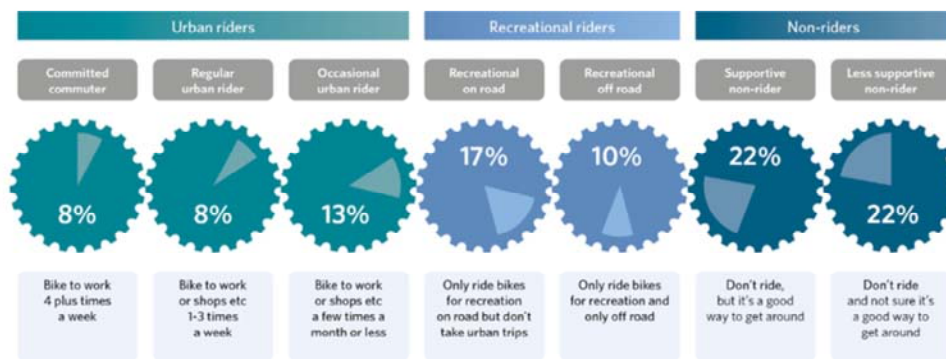 Urban riders
Recreational riders
Non-riders
Committed
commuter
Regular
urban rider
Occasional
urban rider
Recreational
on road
Recreational
off road
Supportive
non-rider
Less supportive
non-rider
8%
8%
13%
17%
10%
22%
22%
Bike to work
4 plus times
a week
Bike to work
or shops etc
1-3 times
a week
Bike to work
or shops etc
a few times a
month or less
Only ride bikes
for recreation
on road but don't
take urban trips
Only ride bikes
for recreation and
only off road
Don't ride,
but it's a good
way to get around
Don't ride
and not sure it's
a good way to
get around